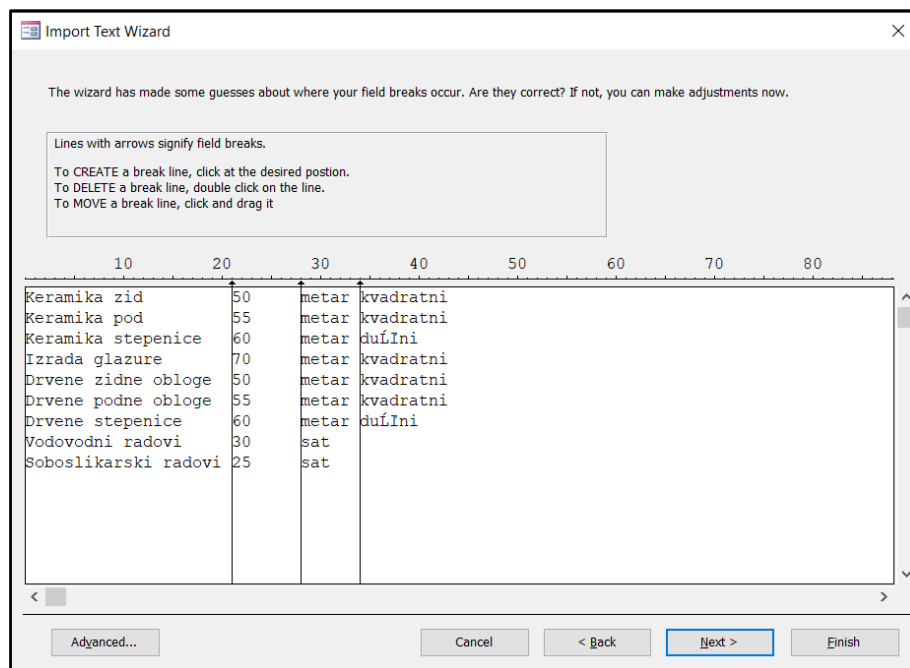 Import Text Wizard
The wizard has made some guesses about where your field breaks occur. Are they correct? If not, you can make adjustments now.
Lines with arrows signify field breaks.
To CREATE a break line, click at the desired postion.
To DELETE a break line, double click on the line.
To MOVE a break line, click and drag it
10 20 30 40 50 60 70 80
Keramika zid 50 metar kvadratni
Keramika pod 55 metar kvadratni
Keramika stepenice 60 metar duĹľni
Izrada glazure 70 metar kvadratni
Drvene zidne obloge 50 metar kvadratni
Drvene podne obloge 55 metar kvadratni
Drvene stepenice 60 metar duĹľni
Vodovodni radovi 30 sat
Soboslikarski radovi 25 sat
Advanced... Cancel < Back Next > Finish